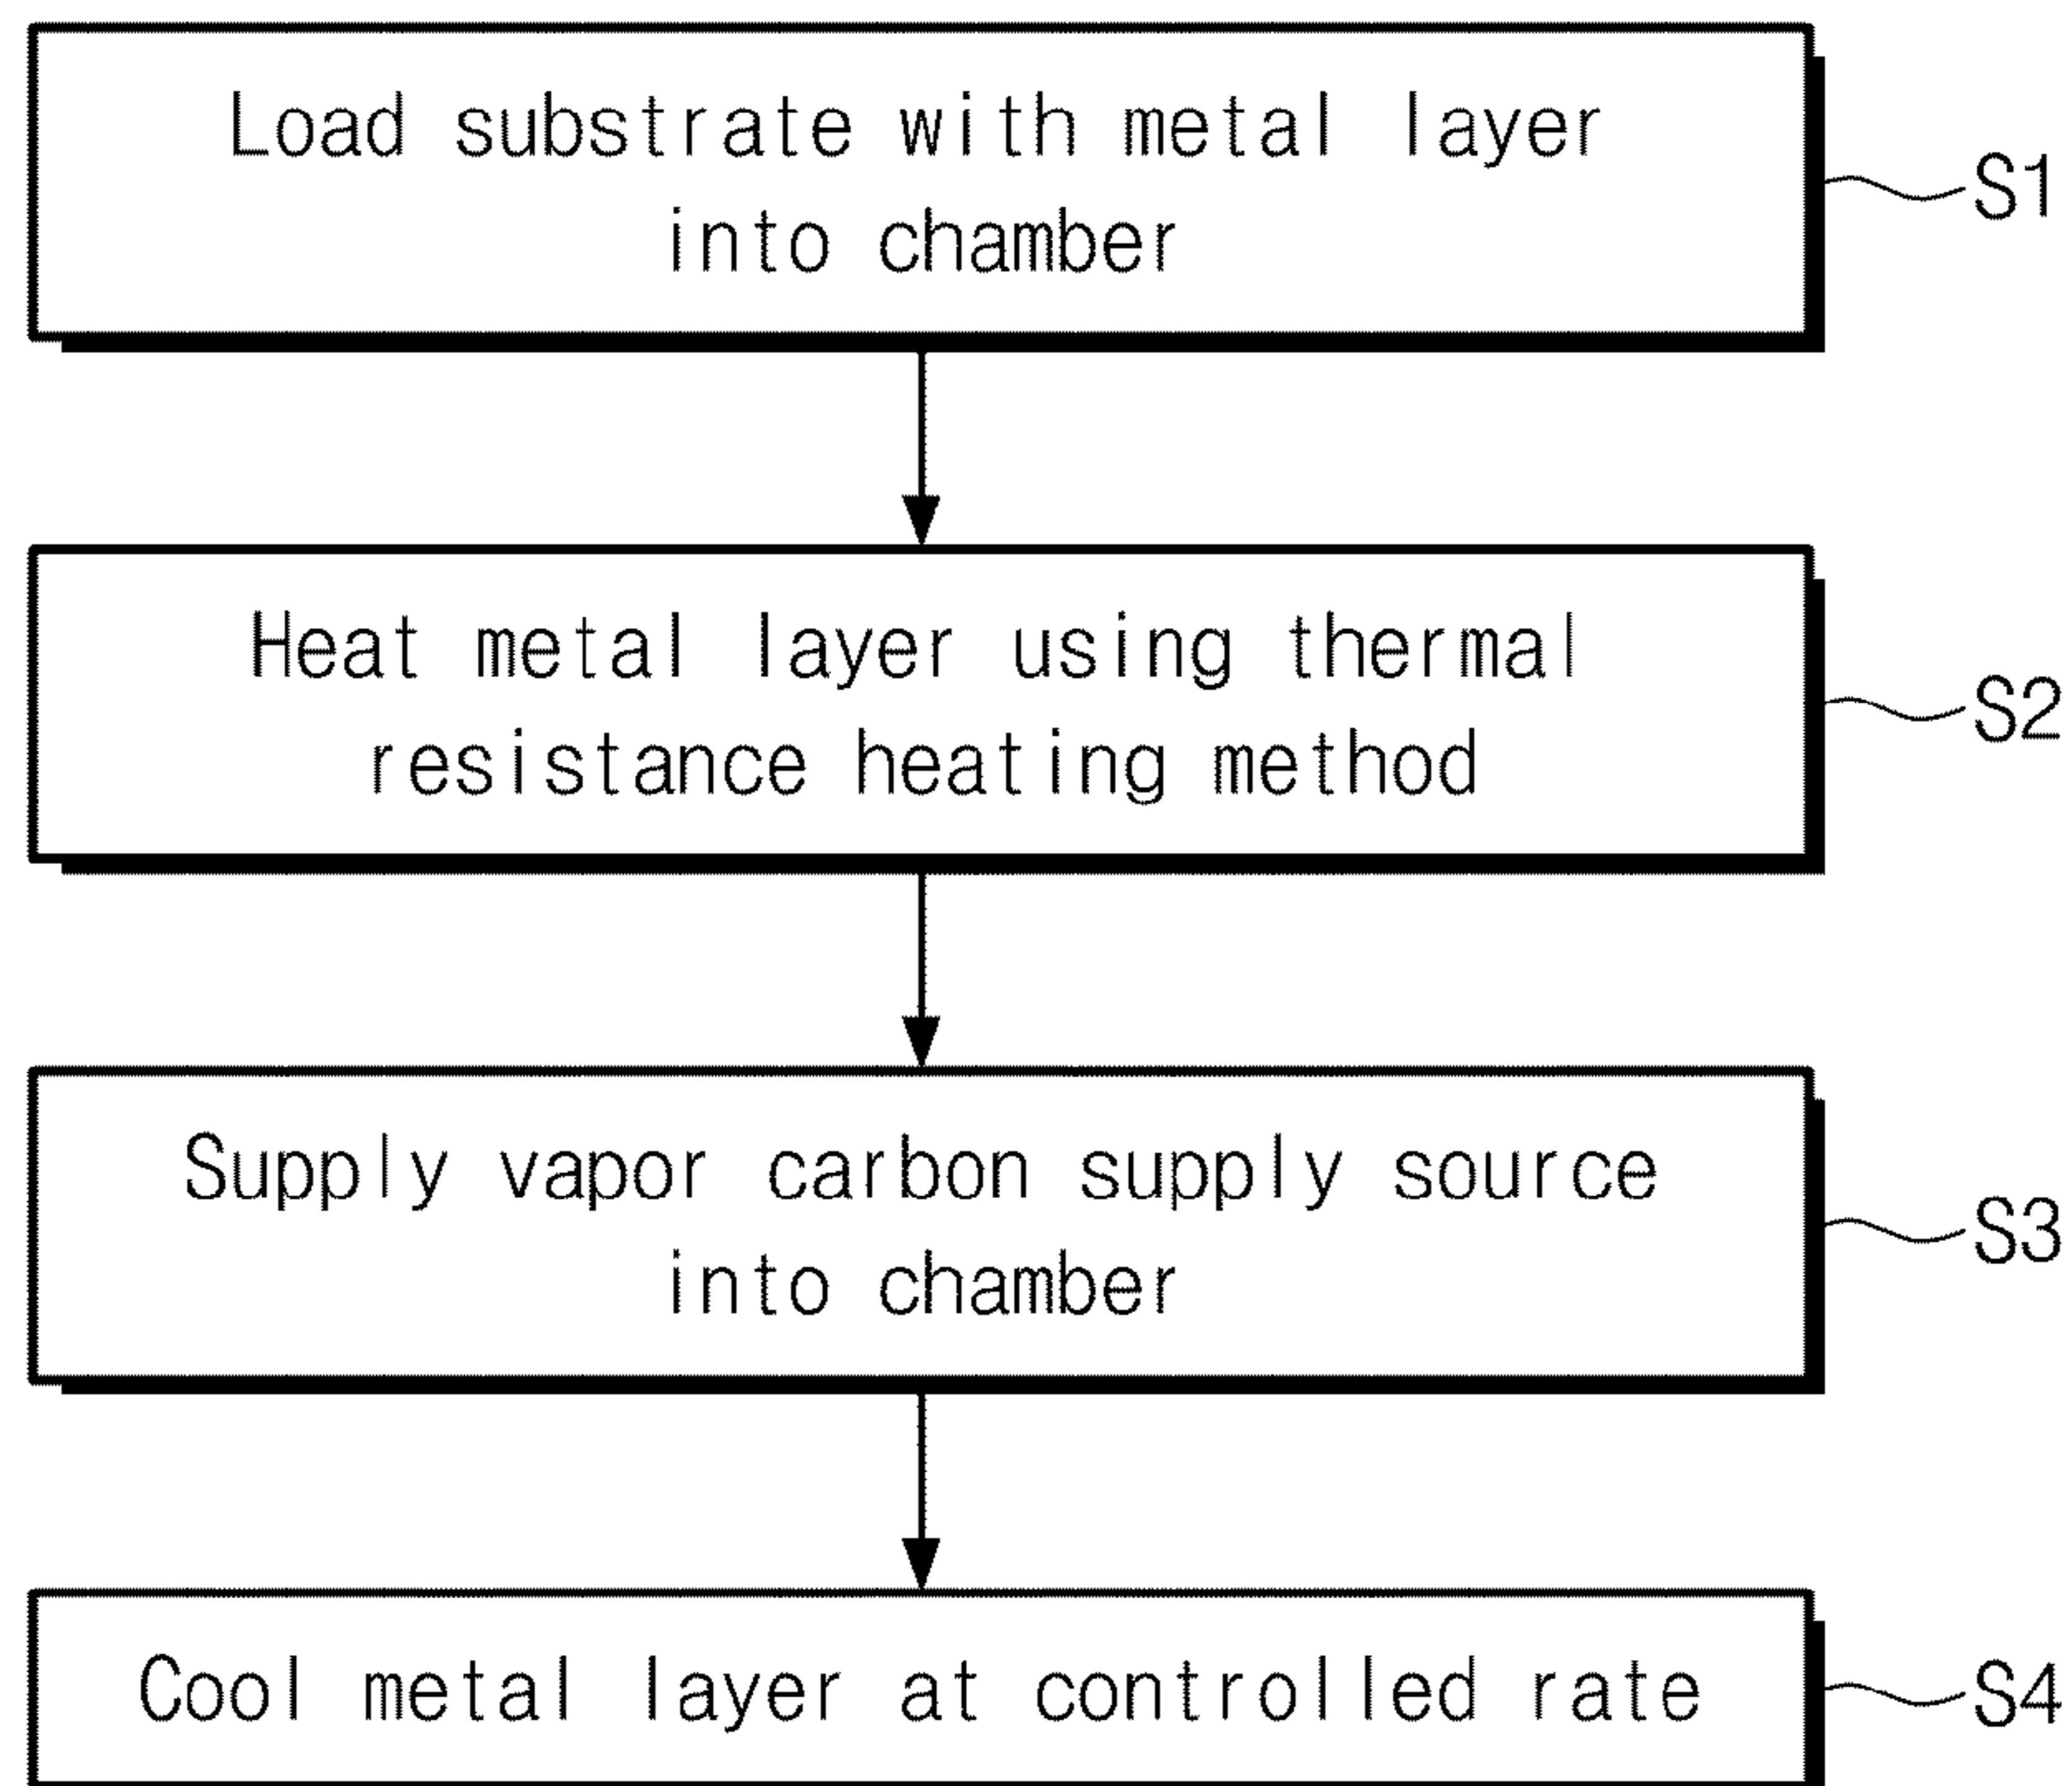 Load substrate with metal layer
into chamber
S1
Heat metal layer using thermal
resistance heating method
S2
Supply vapor carbon supply source
into chamber
S3
Cool metal layer at controlled rate
S4